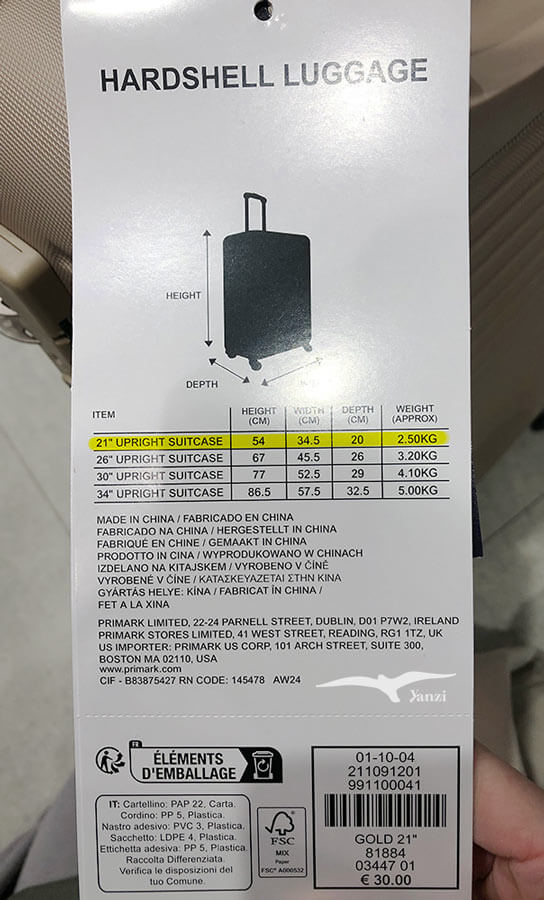 HARDSHELL LUGGAGE
HEIGHT
DEPTH
ITEM HEIGHT (CM) WIDTH (CM) DEPTH (CM) WEIGHT (APPROX)
21" UPRIGHT SUITCASE 54 34.5 20 2.50KG
26" UPRIGHT SUITCASE 67 45.5 26 3.20KG
30" UPRIGHT SUITCASE 77 52.5 29 4.10KG
34" UPRIGHT SUITCASE 86.5 57.5 32.5 5.00KG
MADE IN CHINA / FABRICADO EN CHINA
FABRICADO NA CHINA / HERGESTELLT IN CHINA
FABRIQUÉ EN CHINE / GEMAAKT IN CHINA
PRODOTTO IN CINA / WYPRODUKOWANO W CHINACH
IZDELANO NA KITAJSKEM / VYROBENO V ČÍNĚ
VYROBENÉ V ČÍNE / ΚΑΤΑΣΚΕΥΑΖΕΤΑΙ ΣΤΗΝ ΚΙΝΑ
GYÁRTÁS HELYE: KÍNA / FABRICAT ÎN CHINA /
FET A LA XINA
PRIMARK LIMITED, 22-24 PARNELL STREET, DUBLIN, D01 P7W2, IRELAND
PRIMARK STORES LIMITED, 41 WEST STREET, READING, RG1 1TZ, UK
US IMPORTER: PRIMARK US CORP, 101 ARCH STREET, SUITE 300,
BOSTON MA 02110, USA
www.primark.com
CIF - B83875427 RN CODE: 145478 AW24
Yanzi
FR
ÉLÉMENTS
D'EMBALLAGE
IT: Cartellino: PAP 22, Carta.
Cordino: PP 5, Plastica.
Nastro adesivo: PVC 3, Plastica.
Sacchetto: LDPE 4, Plastica.
Etichetta adesiva: PP 5, Plastica.
Raccolta Differenziata.
Verifica le disposizioni del
tuo Comune.
FSC
MIX
Paper
FSC® A000532
01-10-04
211091201
991100041
GOLD 21"
81884
03447 01
€ 30.00